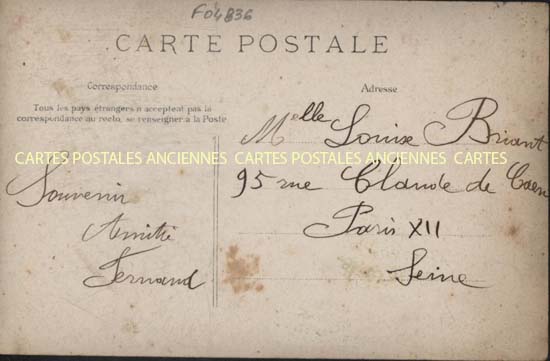 F04836
CARTE POSTALE
Correspondance
Tous les pays étrangers n acceptent pas la
correspondance au recto, se renseigner à la Poste
Adresse
Melle Louise Briant
95 rue Claude de Caen
Paris XII
Seine
CARTES POSTALES ANCIENNES CARTES POSTALES ANCIENNES CARTES
Souvenir
Amitié
Fernand